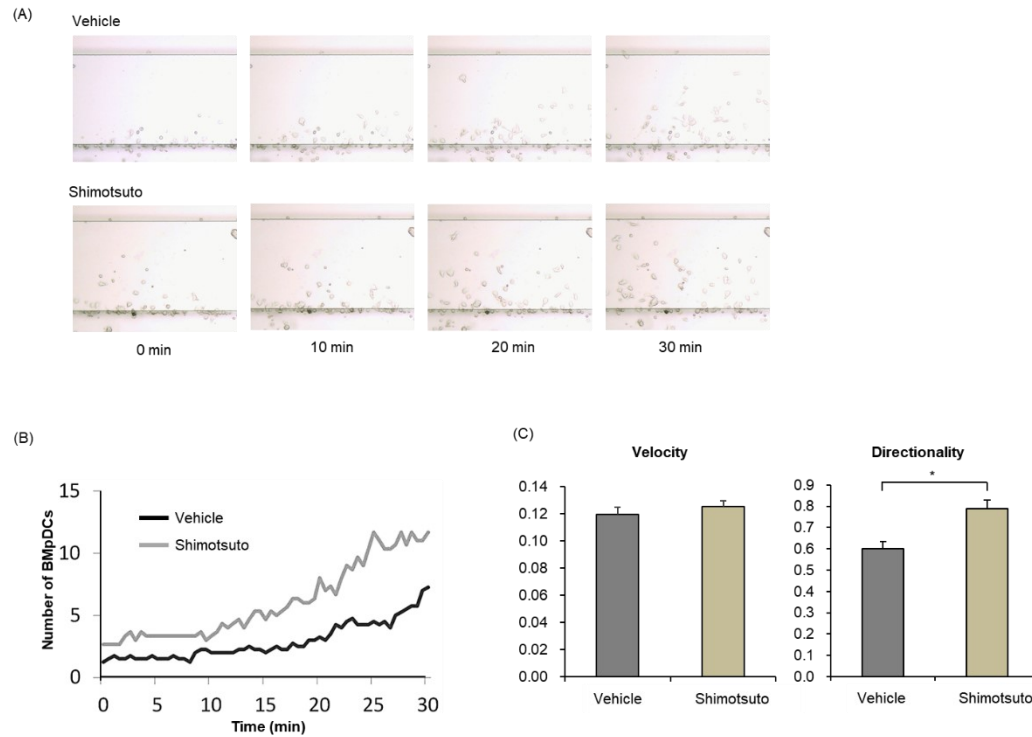 (A)
Vehicle
Shimotsuto
0 min
10 min
20 min
30 min
(B)
Number of BMpDCs
15
10
5
0
Vehicle
Shimotsuto
0 5 10 15 20 25 30
Time (min)
(C)
Velocity
0.14
0.12
0.10
0.08
0.06
0.04
0.02
0.00
Vehicle Shimotsuto
Directionality
*
0.9
0.8
0.7
0.6
0.5
0.4
0.3
0.2
0.1
0.0
Vehicle Shimotsuto